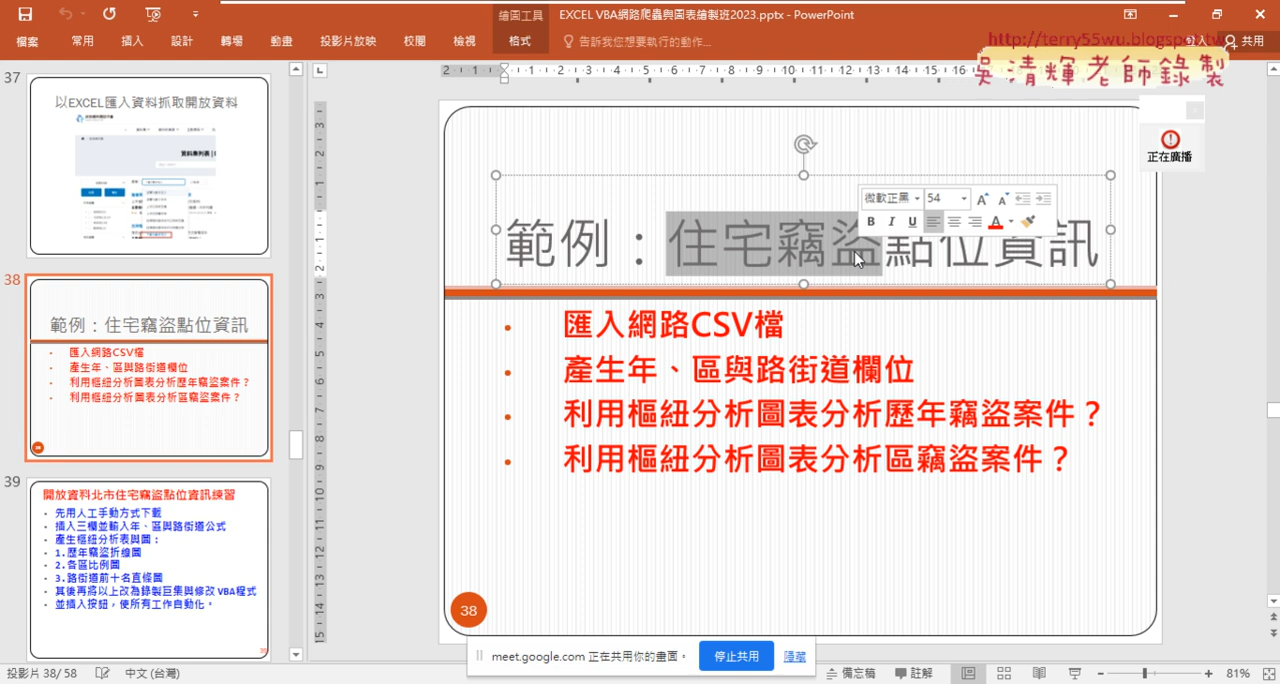 繪圖工具
EXCEL VBA網路爬蟲與圖表繪製班2023.pptx - PowerPoint
檔案
常用
插入
設計
轉場
動畫
投影片放映
校閱
檢視
格式
告訴我您想要執行的動作...
登入
共用
http://terry55wu.blogspot.tw
吳清輝老師錄製
正在廣播
37
以EXCEL匯入資料抓取開放資料
38
範例：住宅竊盜點位資訊
匯入網路CSV檔
產生年、區與路街道欄位
利用樞紐分析圖表分析歷年竊盜案件？
利用樞紐分析圖表分析區竊盜案件？
38
39
開放資料北市住宅竊盜點位資訊練習
先用人工手動方式下載
插入三欄並輸入年、區與路街道公式
產生樞紐分析表與圖：
1.歷年竊盜折線圖
2.各區比例圖
3.路街道前十名直條圖
其後再將以上改為錄製巨集與修改 VBA程式
並插入按鈕，使所有工作自動化。
39
微軟正黑
54
B I U
範例：住宅竊盜點位資訊
匯入網路CSV檔
產生年、區與路街道欄位
利用樞紐分析圖表分析歷年竊盜案件？
利用樞紐分析圖表分析區竊盜案件？
38
meet.google.com 正在共用你的畫面。
停止共用
隱藏
投影片 38/58
中文 (台灣)
備忘稿
註解
81%